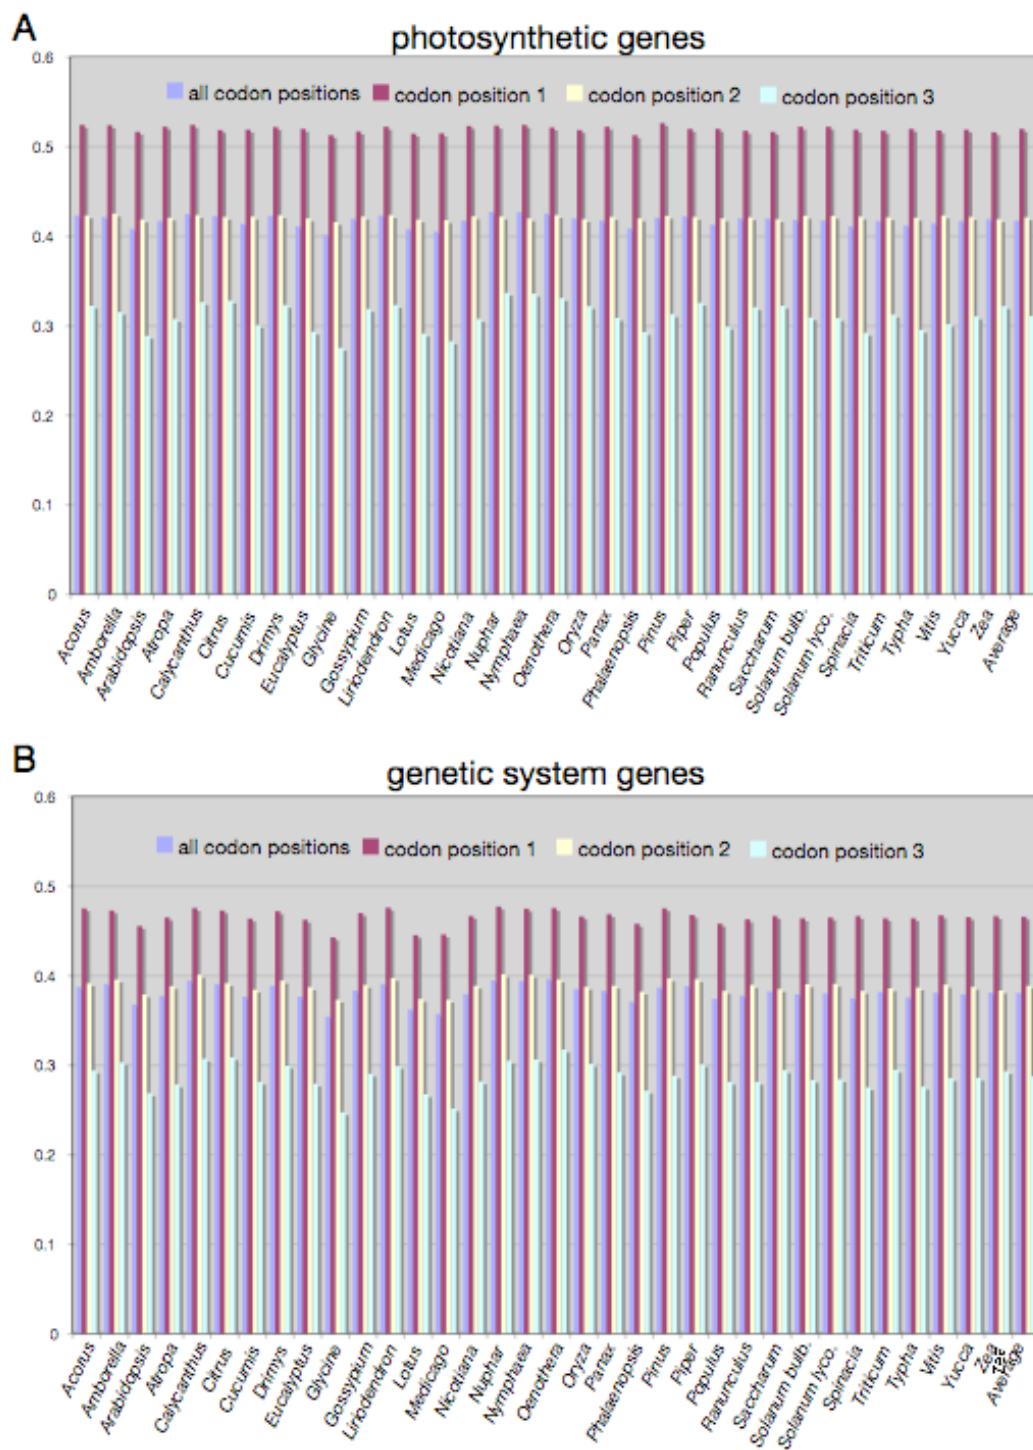 A
photosynthetic genes
0.6
all codon positions codon position 1 codon position 2 codon position 3
0.5
0.4
0.3
0.2
0.1
0
Acorus Amborella Arabidopsis Atropa Calycanthus Citrus Cucumis Drimys Eucalyptus Glycine Gossypium Liriodendron Lotus Medicago Nicotiana Nuphar Nymphaea Oenothera Oryza Panax Phalaenopsis Pinus Piper Populus Ranunculus Saccharum Solanum bulb. Solanum lyco. Spinacia Triticum Typha Vitis Yucca Zea Average
B
genetic system genes
0.6
all codon positions codon position 1 codon position 2 codon position 3
0.5
0.4
0.3
0.2
0.1
0
Acorus Amborella Arabidopsis Atropa Calycanthus Citrus Cucumis Drimys Eucalyptus Glycine Gossypium Liriodendron Lotus Medicago Nicotiana Nuphar Nymphaea Oenothera Oryza Panax Phalaenopsis Pinus Piper Populus Ranunculus Saccharum Solanum bulb. Solanum lyco. Spinacia Triticum Typha Vitis Yucca Zea Average